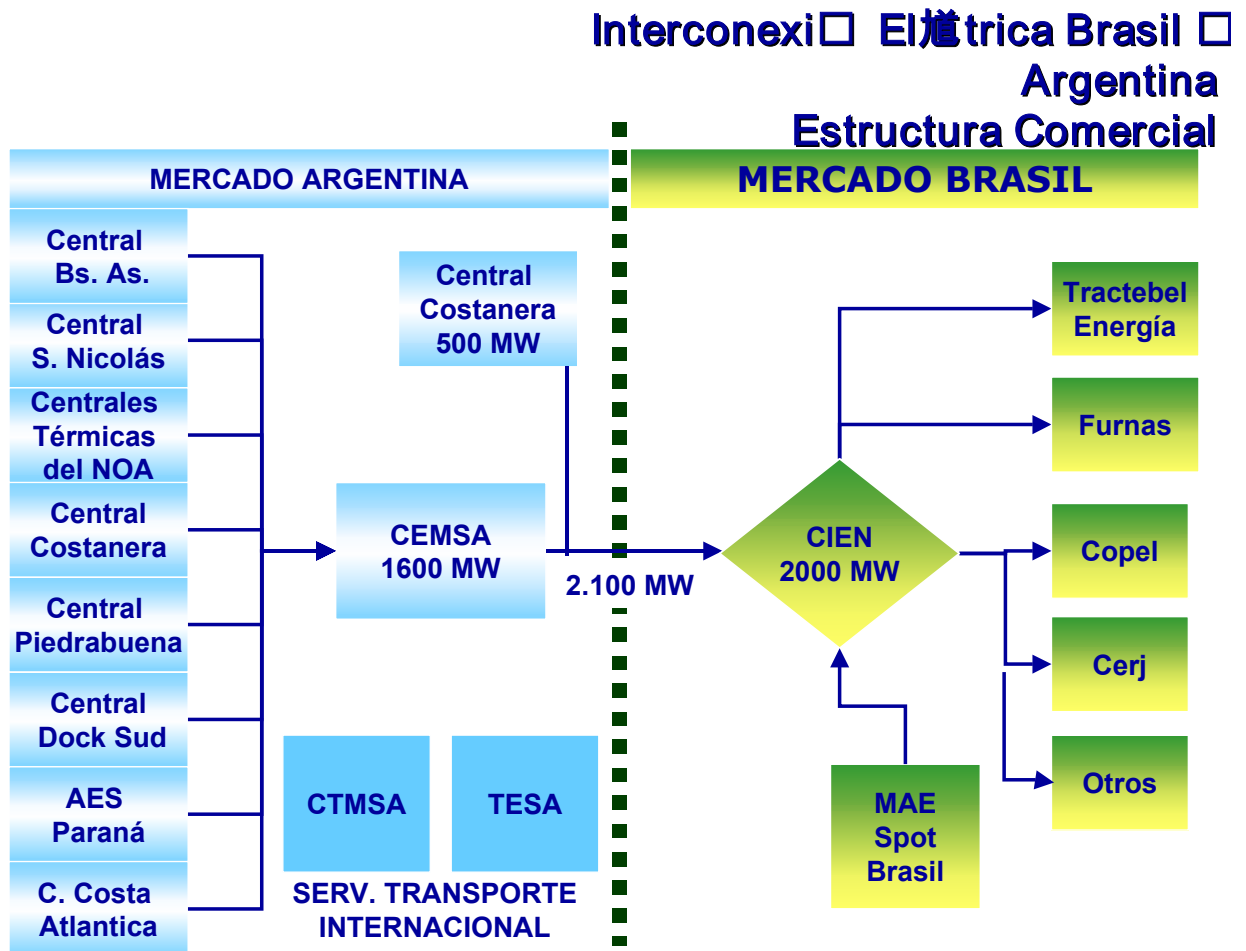 Interconexi□ El馗trica Brasil □
Argentina
Estructura Comercial
MERCADO ARGENTINA
MERCADO BRASIL
Central
Bs. As.
Central
S. Nicolás
Centrales
Térmicas
del NOA
Central
Costanera
Central
Piedrabuena
Central
Dock Sud
AES
Paraná
C. Costa
Atlantica
Central
Costanera
500 MW
CEMSA
1600 MW
2.100 MW
CTMSA
TESA
SERV. TRANSPORTE
INTERNACIONAL
CIEN
2000 MW
MAE
Spot
Brasil
Tractebel
Energía
Furnas
Copel
Cerj
Otros